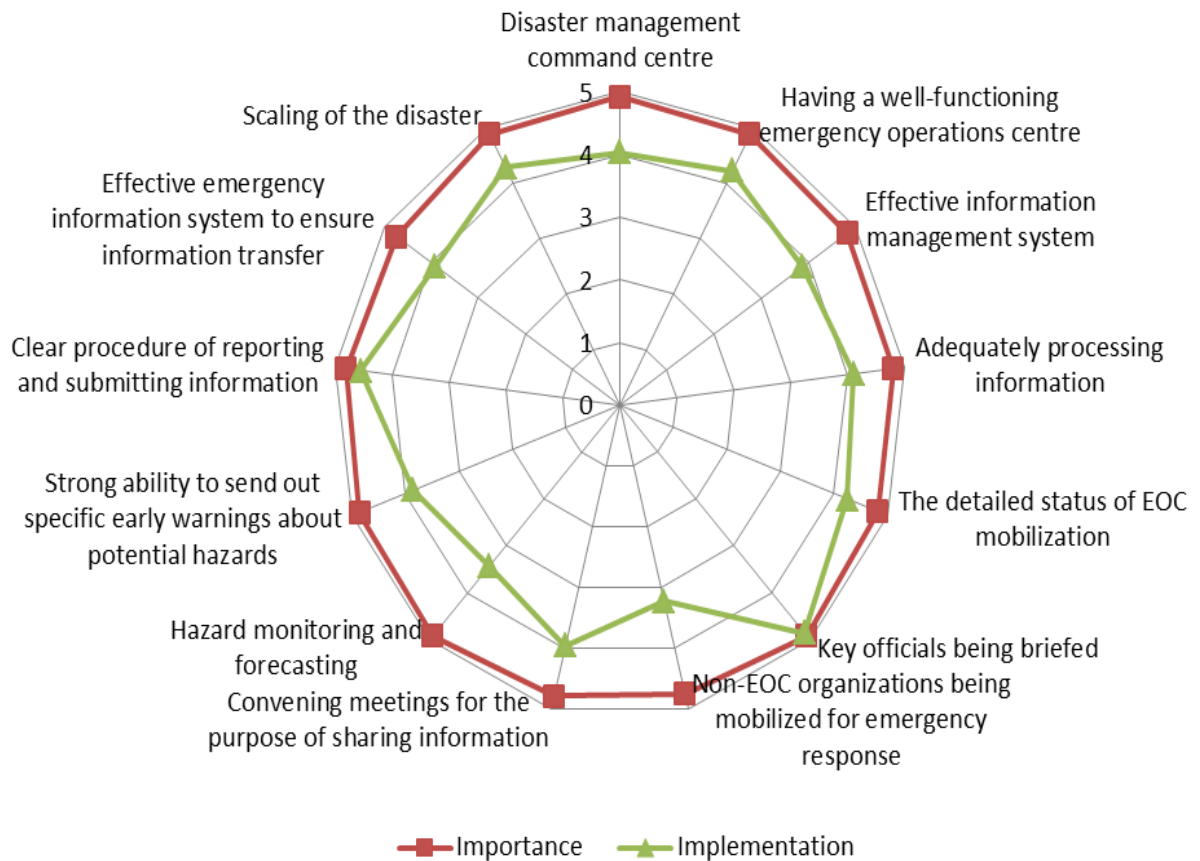 Disaster management
command centre
Having a well-functioning
emergency operations centre
Effective information
management system
Adequately processing
information
The detailed status of EOC
mobilization
Key officials being briefed
Non-EOC organizations being
mobilized for emergency
response
Convening meetings for the
purpose of sharing information
Hazard monitoring and
forecasting
Strong ability to send out
specific early warnings about
potential hazards
Clear procedure of reporting
and submitting information
Effective emergency
information system to ensure
information transfer
Scaling of the disaster
5
4
3
2
1
0
Importance
Implementation